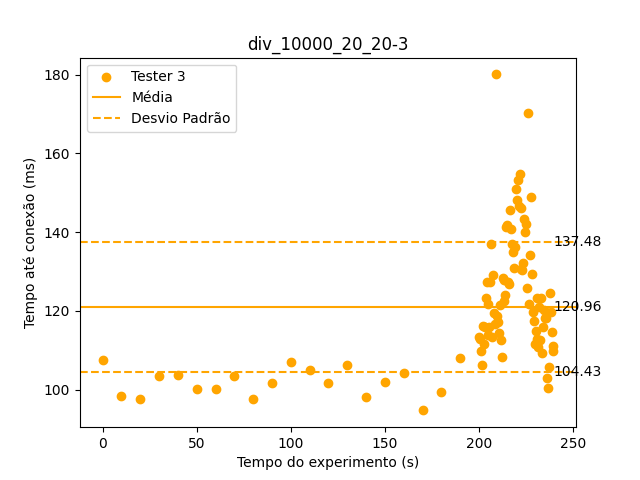 div_10000_20_20-3
Tester 3
Média
Desvio Padrão
Tempo até conexão (ms)
180
160
140
120
100
137.48
120.96
104.43
0
50
100
150
200
250
Tempo do experimento (s)